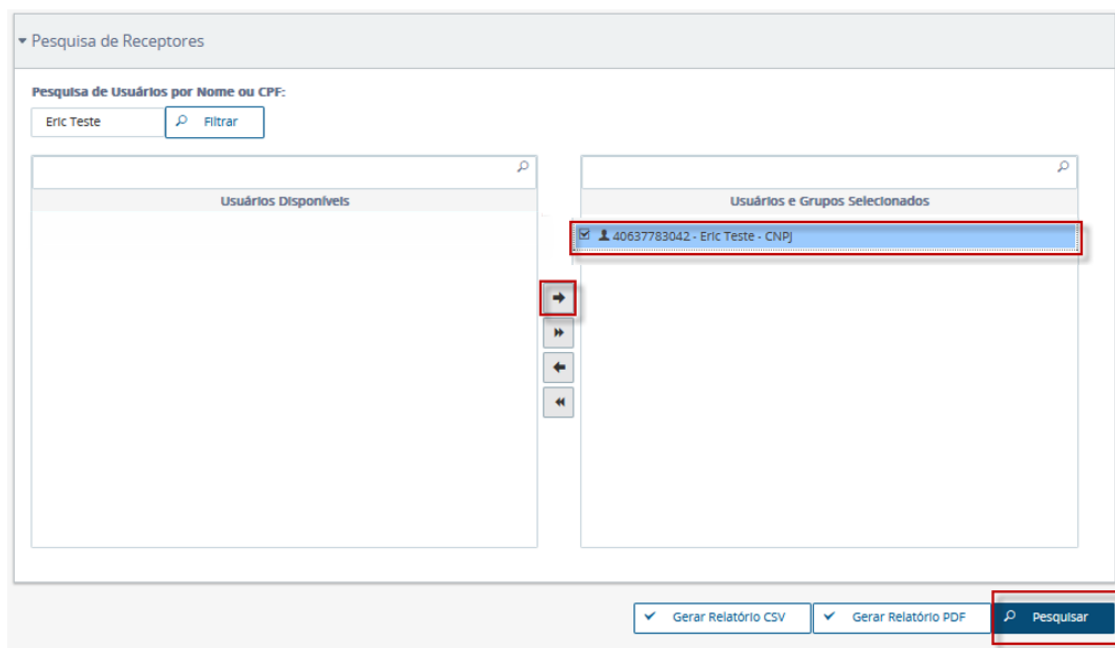 Pesquisa de Receptores
Pesquisa de Usuários por Nome ou CPF:
Eric Teste
Filtrar
Usuários Disponíveis
Usuários e Grupos Selecionados
40637783042 - Eric Teste - CNPJ
Gerar Relatório CSV
Gerar Relatório PDF
Pesquisar